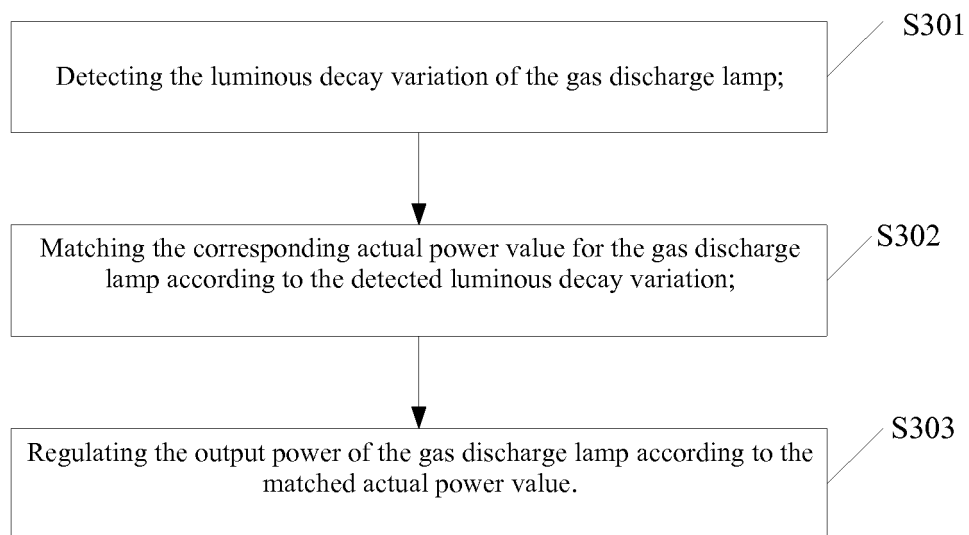 S301
Detecting the luminous decay variation of the gas discharge lamp;
S302
Matching the corresponding actual power value for the gas discharge
lamp according to the detected luminous decay variation;
S303
Regulating the output power of the gas discharge lamp according to the
matched actual power value.